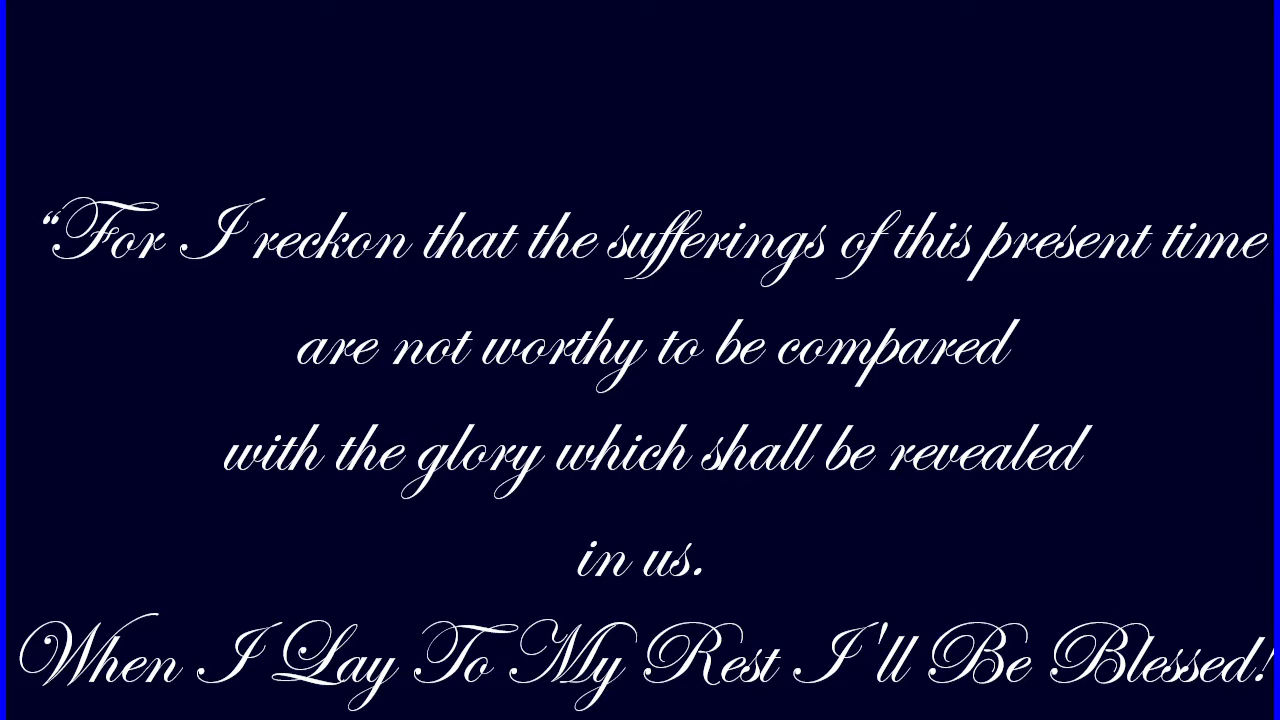 “For I reckon that the sufferings of this present time
are not worthy to be compared
with the glory which shall be revealed
in us.
When I Lay To My Rest I'll Be Blessed!